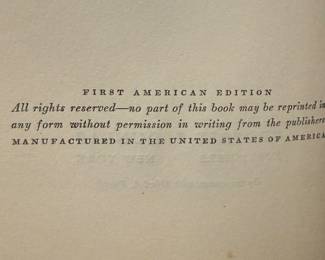 FIRST AMERICAN EDITION
All rights reserved—no part of this book may be reprinted in
any form without permission in writing from the publishers
MANUFACTURED IN THE UNITED STATES OF AMERICA